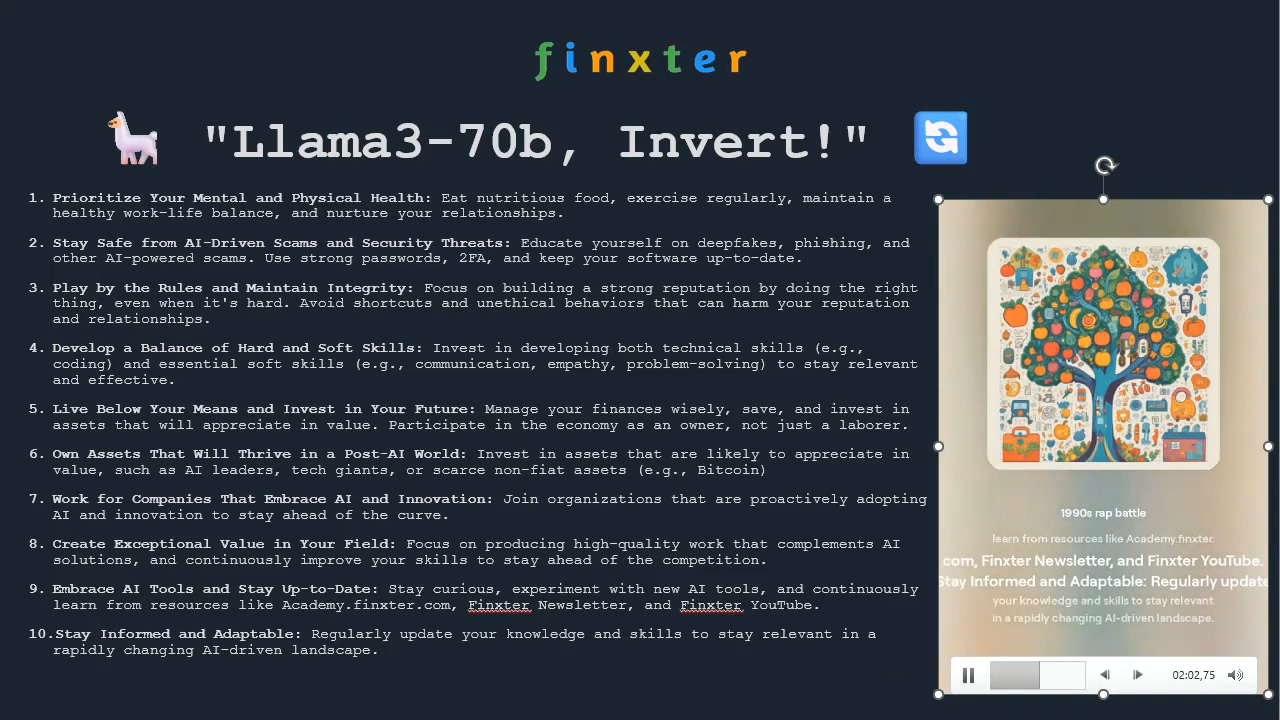 finxter
"Llama3-70b, Invert!"
1. Prioritize Your Mental and Physical Health: Eat nutritious food, exercise regularly, maintain a
healthy work-life balance, and nurture your relationships.
2. Stay Safe from AI-Driven Scams and Security Threats: Educate yourself on deepfakes, phishing, and
other AI-powered scams. Use strong passwords, 2FA, and keep your software up-to-date.
3. Play by the Rules and Maintain Integrity: Focus on building a strong reputation by doing the right
thing, even when it's hard. Avoid shortcuts and unethical behaviors that can harm your reputation
and relationships.
4. Develop a Balance of Hard and Soft Skills: Invest in developing both technical skills (e.g.,
coding) and essential soft skills (e.g., communication, empathy, problem-solving) to stay relevant
and effective.
5. Live Below Your Means and Invest in Your Future: Manage your finances wisely, save, and invest in
assets that will appreciate in value. Participate in the economy as an owner, not just a laborer.
6. Own Assets That Will Thrive in a Post-AI World: Invest in assets that are likely to appreciate in
value, such as AI leaders, tech giants, or scarce non-fiat assets (e.g., Bitcoin)
7. Work for Companies That Embrace AI and Innovation: Join organizations that are proactively adopting
AI and innovation to stay ahead of the curve.
8. Create Exceptional Value in Your Field: Focus on producing high-quality work that complements AI
solutions, and continuously improve your skills to stay ahead of the competition.
9. Embrace AI Tools and Stay Up-to-Date: Stay curious, experiment with new AI tools, and continuously
learn from resources like Academy.finxter.com, Finxter Newsletter, and Finxter YouTube.
10.Stay Informed and Adaptable: Regularly update your knowledge and skills to stay relevant in a
rapidly changing AI-driven landscape.
1990s rap battle
learn from resources like Academy.finxter.
com, Finxter Newsletter, and Finxter YouTube.
Stay Informed and Adaptable: Regularly update
your knowledge and skills to stay relevant
in a rapidly changing AI-driven landscape.
02:02,75